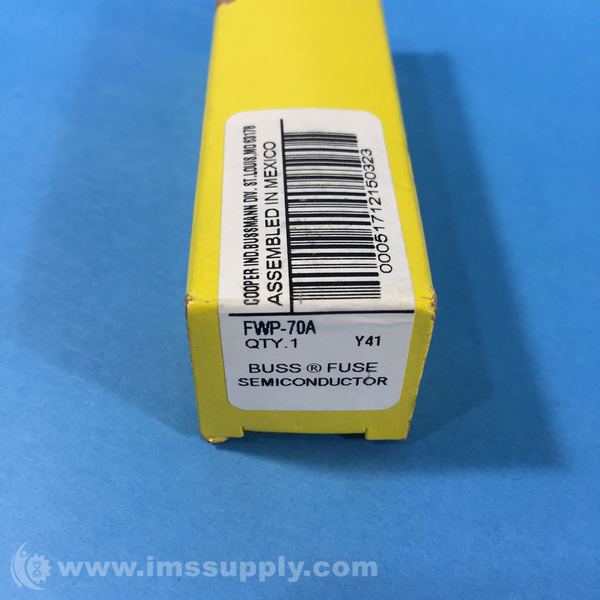 COOPER IND.BUSSMANN DIV. ST.LOUIS,MO 63178
ASSEMBLED IN MEXICO
00051712150323
FWP-70A
QTY.1 Y41
BUSS ® FUSE
SEMICONDUCTOR
www.imssupply.com